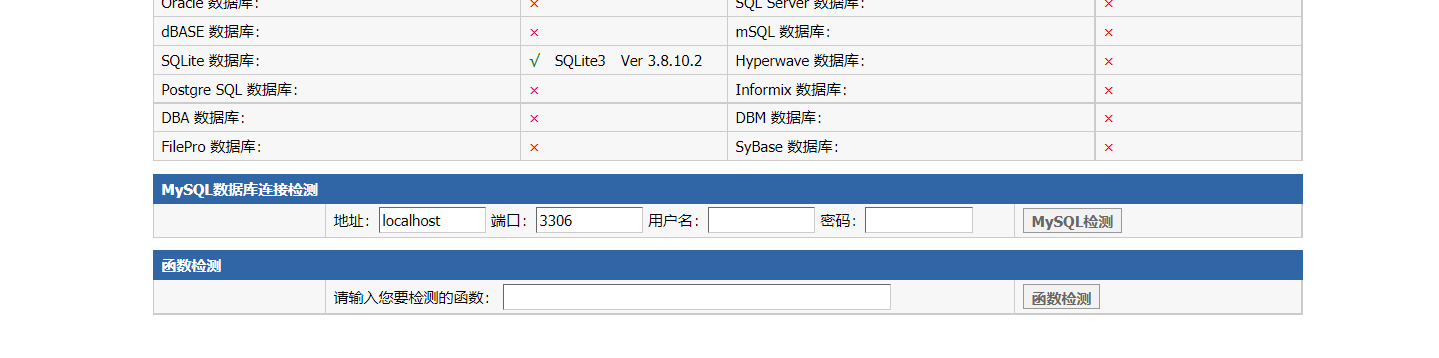 Oracle 数据库： × SQL Server 数据库： ×
dBASE 数据库： × mSQL 数据库： ×
SQLite 数据库： √ SQLite3 Ver 3.8.10.2 Hyperwave 数据库： ×
Postgre SQL 数据库： × Informix 数据库： ×
DBA 数据库： × DBM 数据库： ×
FilePro 数据库： × SyBase 数据库： ×
MySQL数据库连接检测
地址： localhost 端口： 3306 用户名： 密码： MySQL检测
函数检测
请输入您要检测的函数： 函数检测